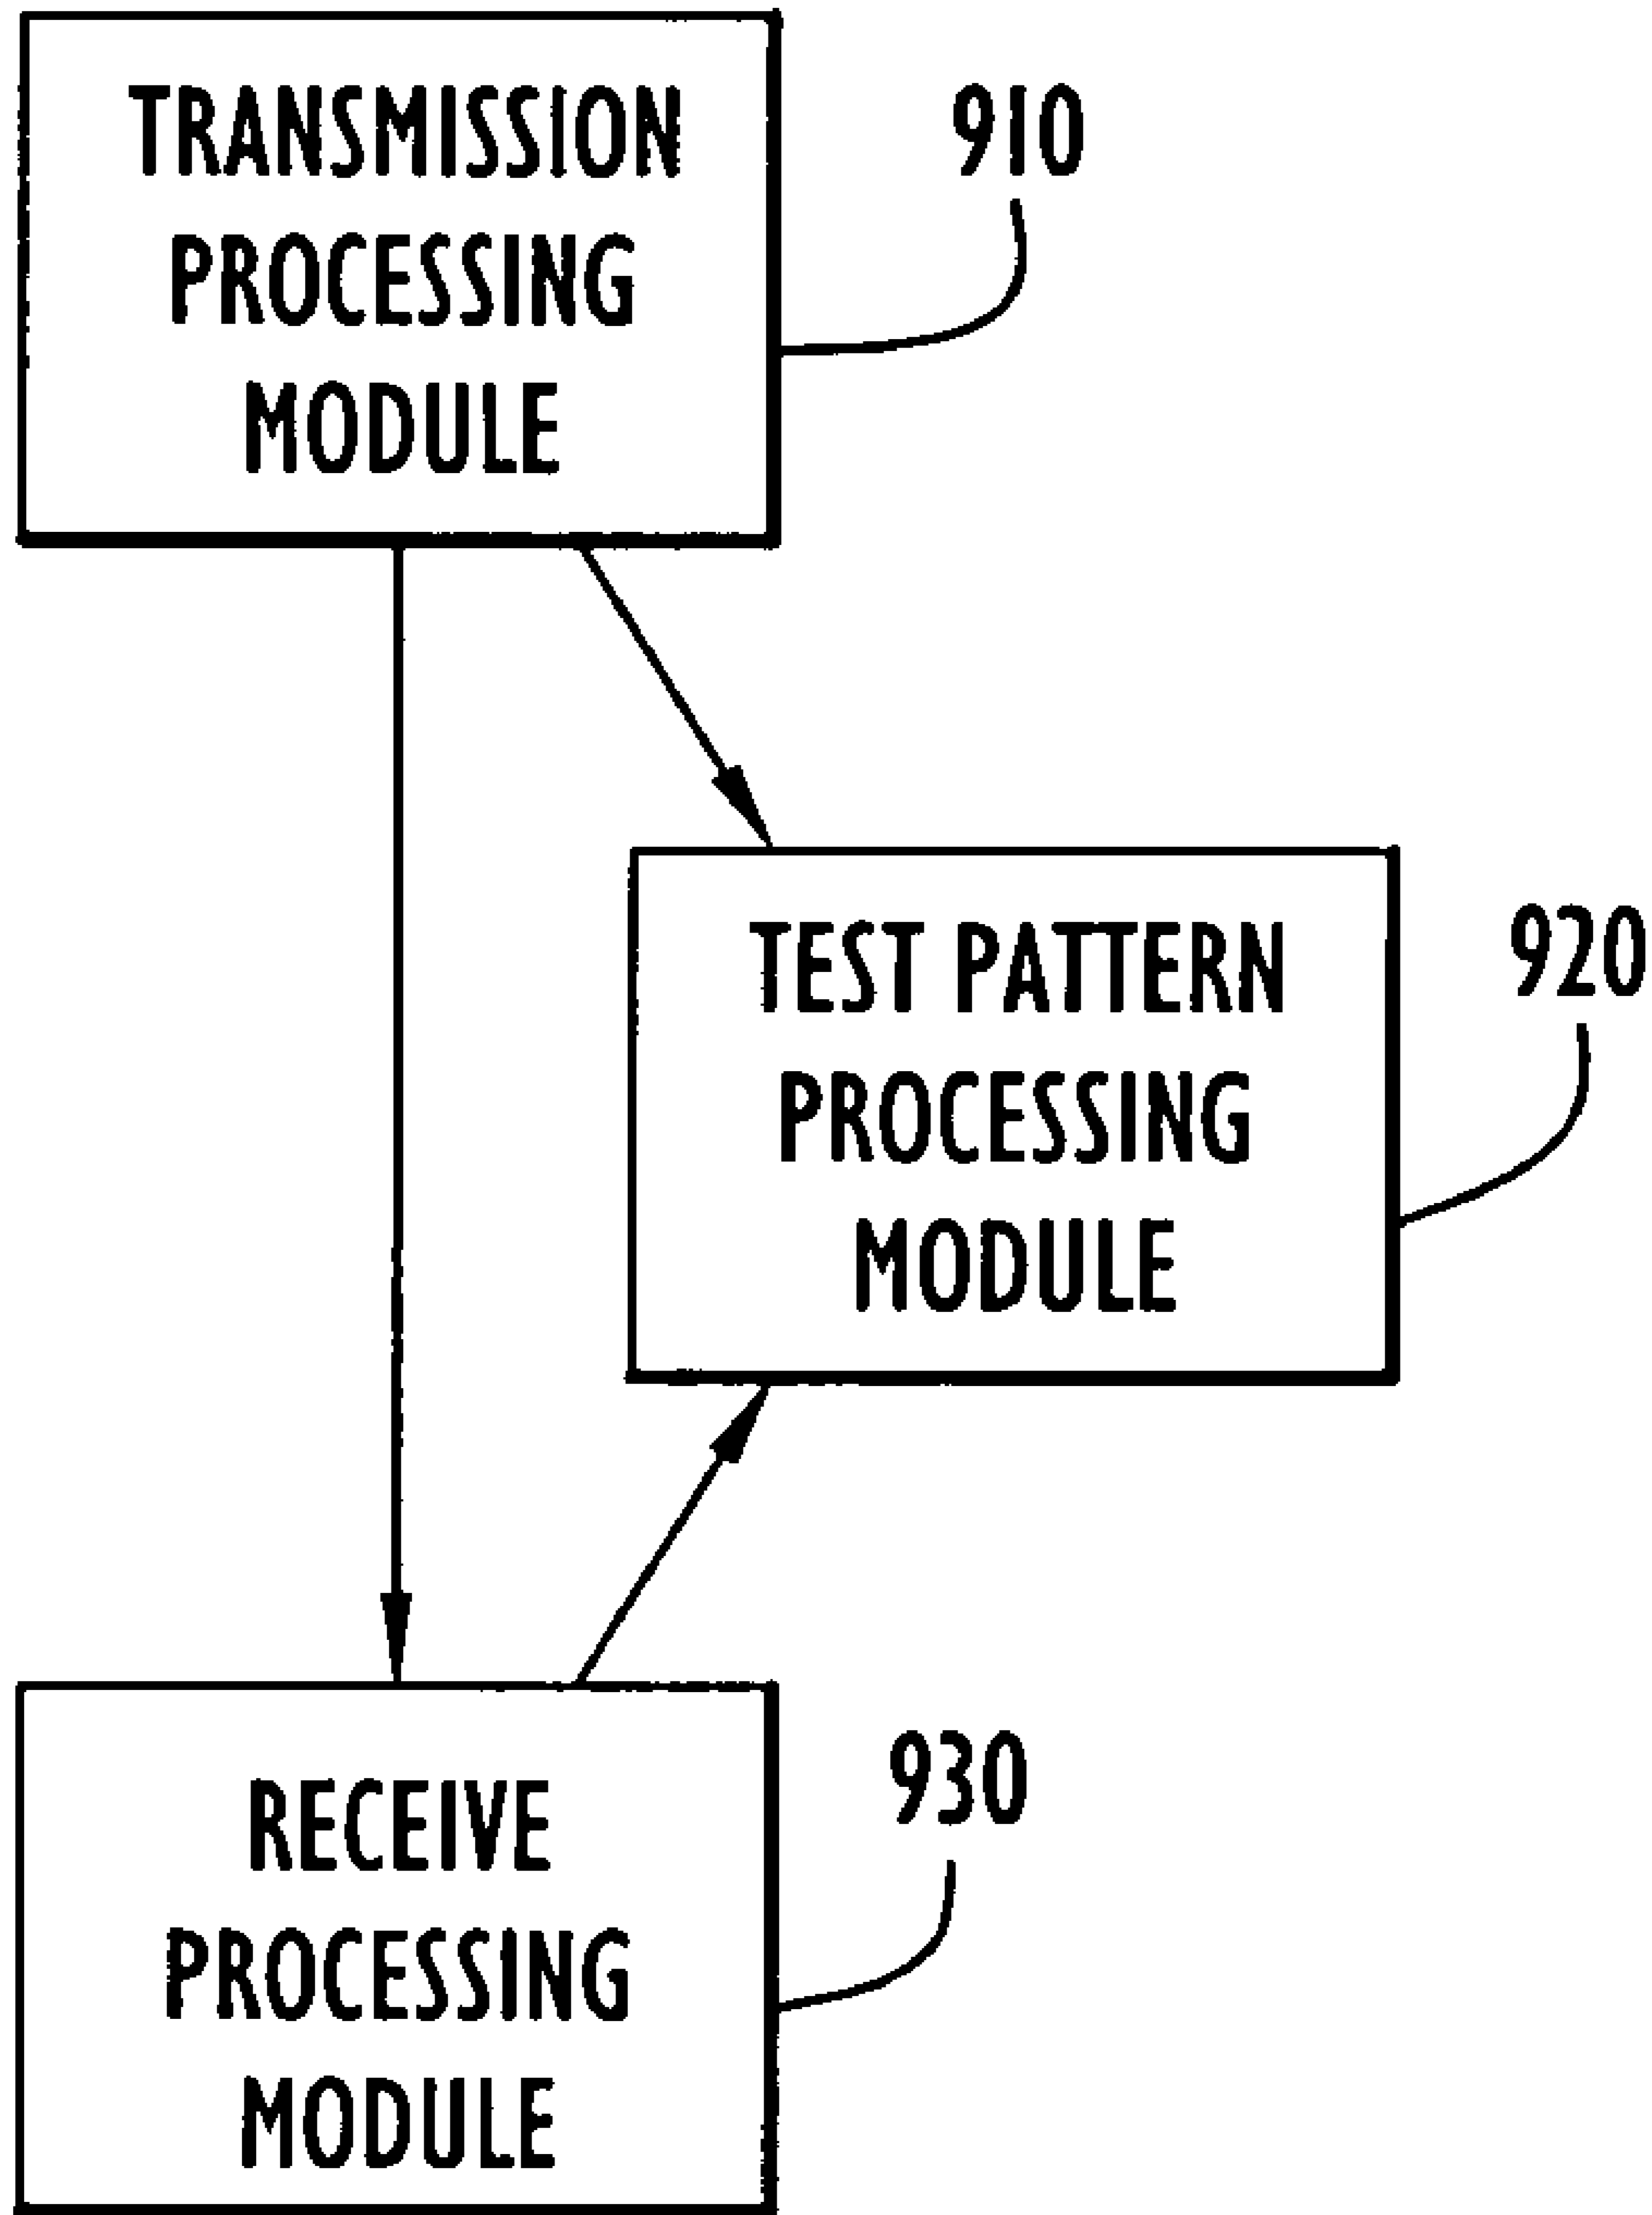 TRANSMISSION
PROCESSING
MODULE
910
TEST PATTERN
PROCESSING
MODULE
920
RECEIVE
PROCESSING
MODULE
930